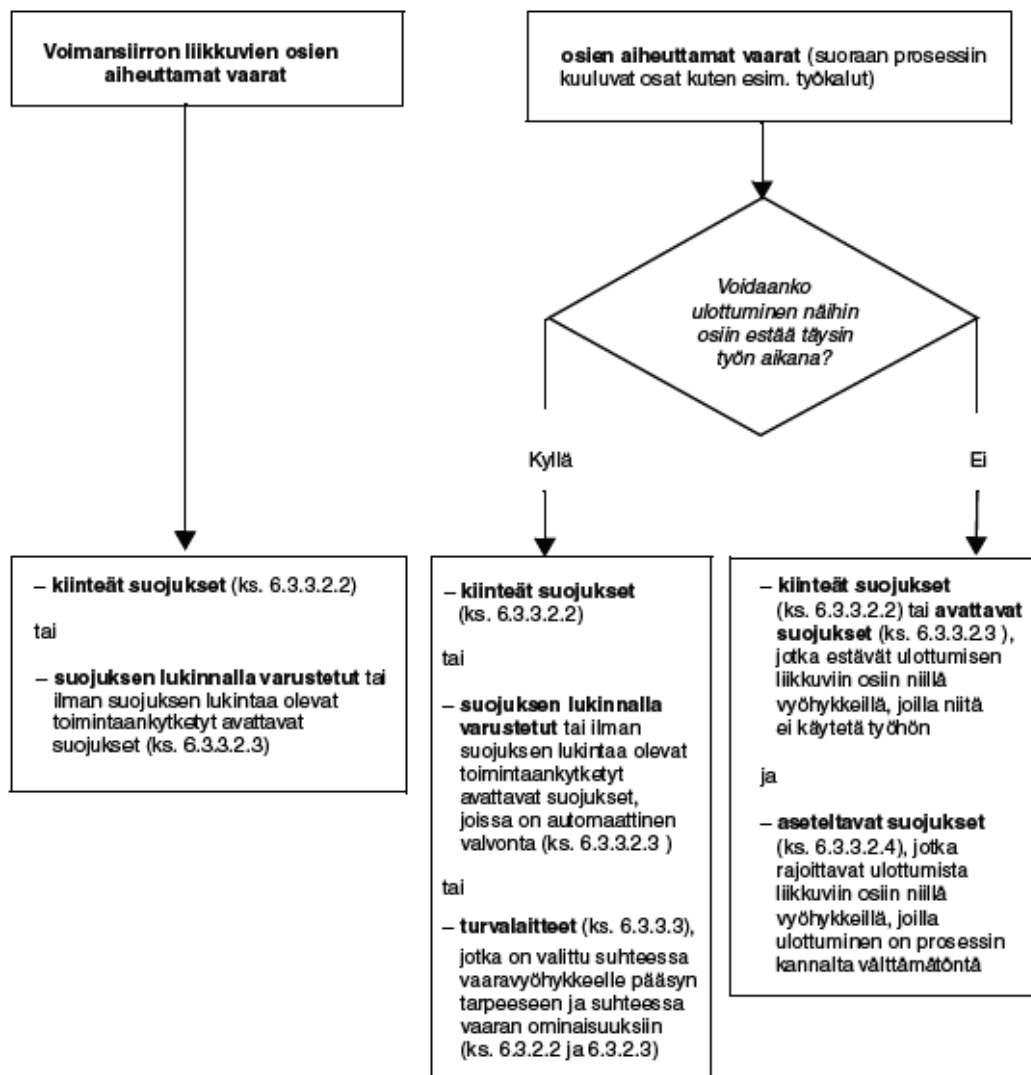 Voimansiirron liikkuvien osien
aiheuttamat vaarat
osien aiheuttamat vaarat (suoraan prosessiin
kuuluvat osat kuten esim. työkalut)
Voidaanko
ulottuminen näihin
osiin estää täysin
työn aikana?
Kyllä
Ei
– kiinteät suojukset (ks. 6.3.3.2.2)
tai
– suojuksen lukinnalla varustetut tai
ilman suojuksen lukintaa olevat
toimintaankytketyt avattavat
suojukset (ks. 6.3.3.2.3)
– kiinteät suojukset
(ks. 6.3.3.2.2)
tai
– suojuksen lukinnalla
varustetut tai ilman
suojuksen lukintaa olevat
toimintaankytketyt
avattavat suojukset,
joissa on automaattinen
valvonta (ks. 6.3.3.2.3 )
tai
– turvalaitteet (ks. 6.3.3.3),
jotka on valittu suhteessa
vaaravyöhykkeelle pääsyn
tarpeeseen ja suhteessa
vaaran ominaisuuksiin
(ks. 6.3.2.2 ja 6.3.2.3)
– kiinteät suojukset
(ks. 6.3.3.2.2) tai avattavat
suojukset (ks. 6.3.3.2.3 ),
jotka estävät ulottumisen
liikkuviin osiin niillä
vyöhykkeillä, joilla niitä
ei käytetä työhön
ja
– aseteltavat suojukset
(ks. 6.3.3.2.4), jotka
rajoittavat ulottumista
liikkuviin osiin niillä
vyöhykkeillä, joilla
ulottuminen on prosessin
kannalta välttämätöntä